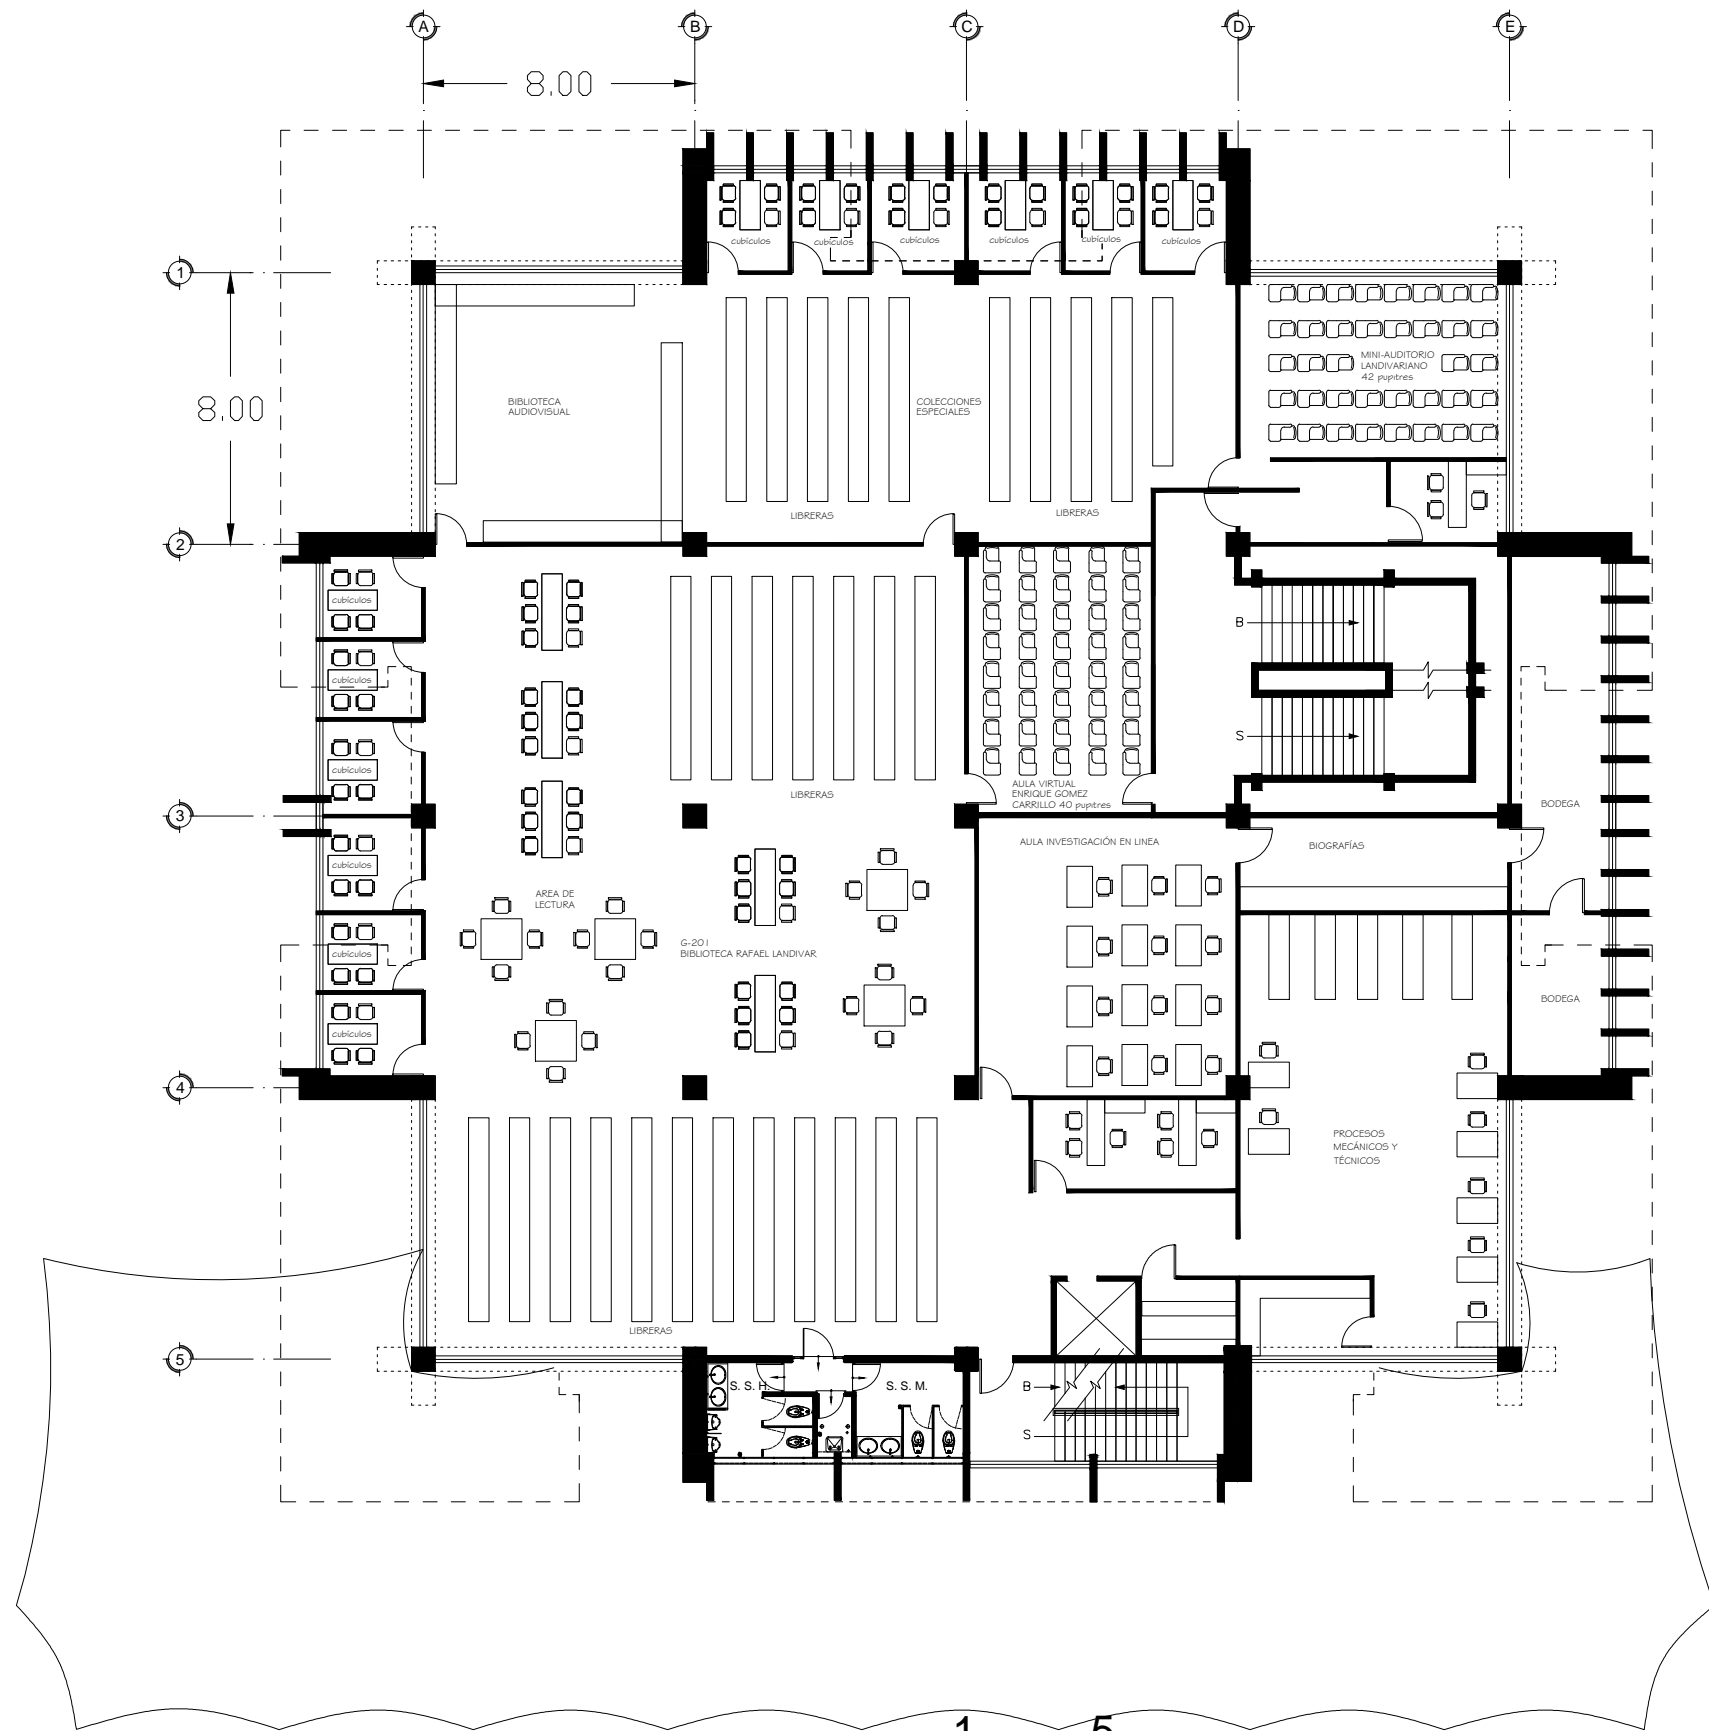 A B C D E
8.00
cubículos cubículos cubículos cubículos cubículos cubículos
1
8.00
MINI-AUDITORIO
LANDIVARIANO
42 pupitres
BIBLIOTECA
AUDIOVISUAL
COLECCIONES
ESPECIALES
LIBRERAS
LIBRERAS
2
cubículos
B
cubículos
S
cubículos
AULA VIRTUAL
ENRIQUE GOMEZ
CARRILLO 40 pupitres
LIBRERAS
BODEGA
3
AULA INVESTIGACIÓN EN LINEA
BIOGRAFÍAS
cubículos
AREA DE
LECTURA
G-201
BIBLIOTECA RAFAEL LANDIVAR
cubículos
BODEGA
cubículos
4
PROCESOS
MECÁNICOS Y
TÉCNICOS
LIBRERAS
5
S. S. H.
S. S. M.
B
S
1 5